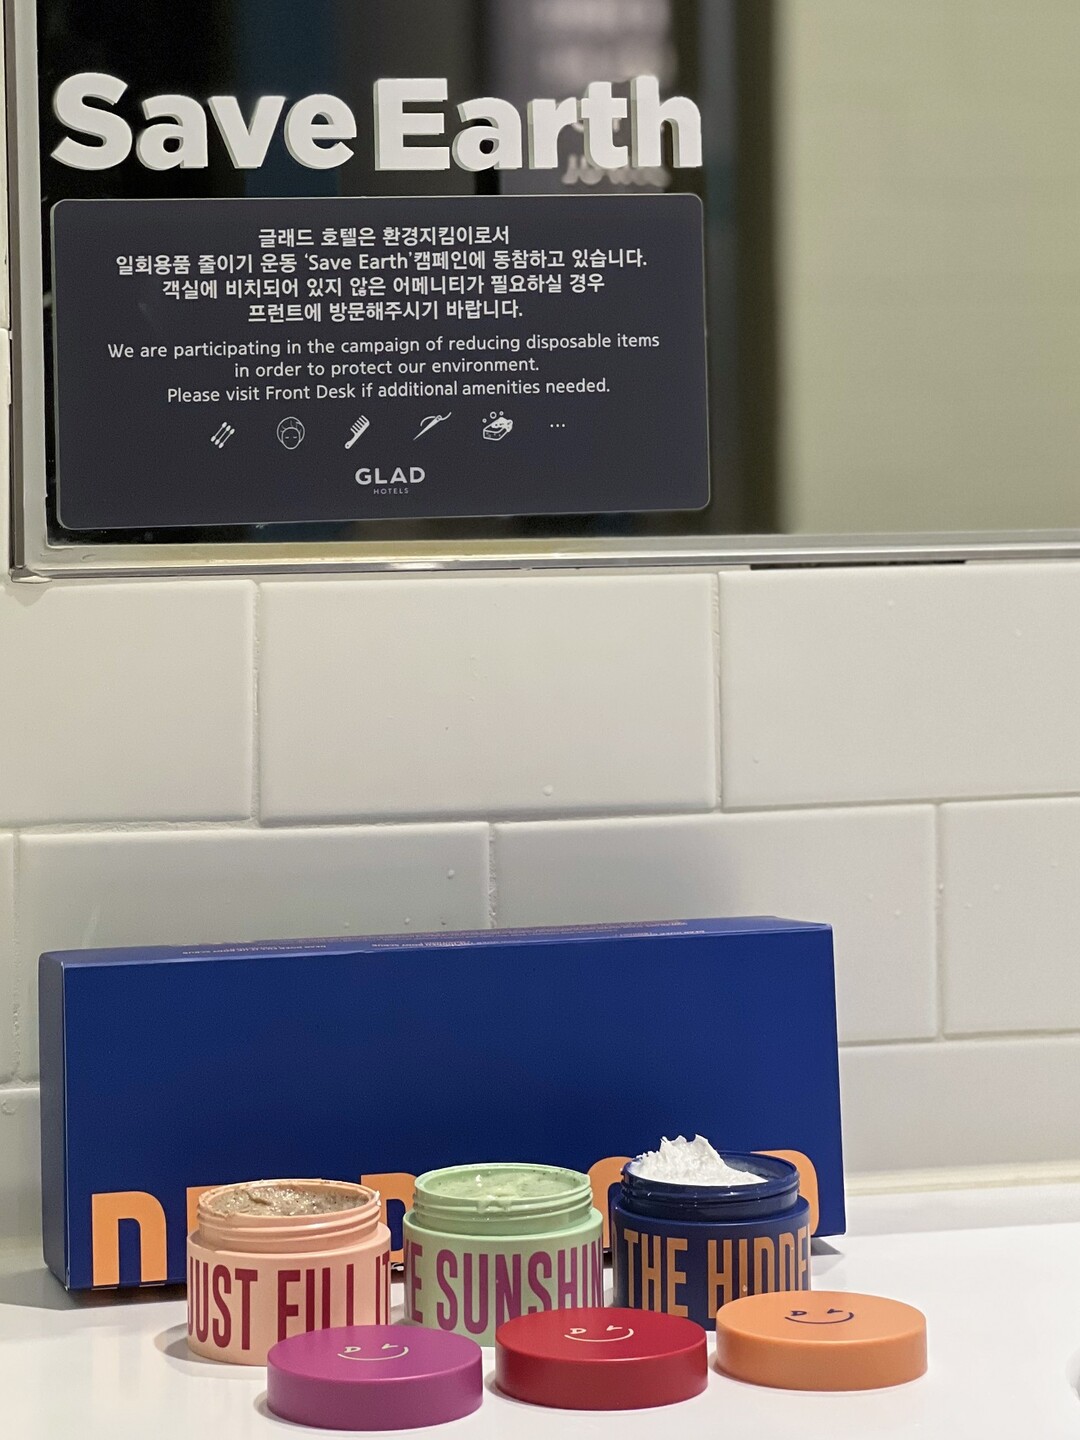 Save Earth
글래드 호텔은 환경지킴이로서
일회용품 줄이기 운동 ‘Save Earth’캠페인에 동참하고 있습니다.
객실에 비치되어 있지 않은 어메니티가 필요하실 경우
프런트에 방문해주시기 바랍니다.
We are participating in the campaign of reducing disposable items
in order to protect our environment.
Please visit Front Desk if additional amenities needed.
...
GLAD
HOTELS
JUST FILL IT
SUNSHIN
THE HIDDE